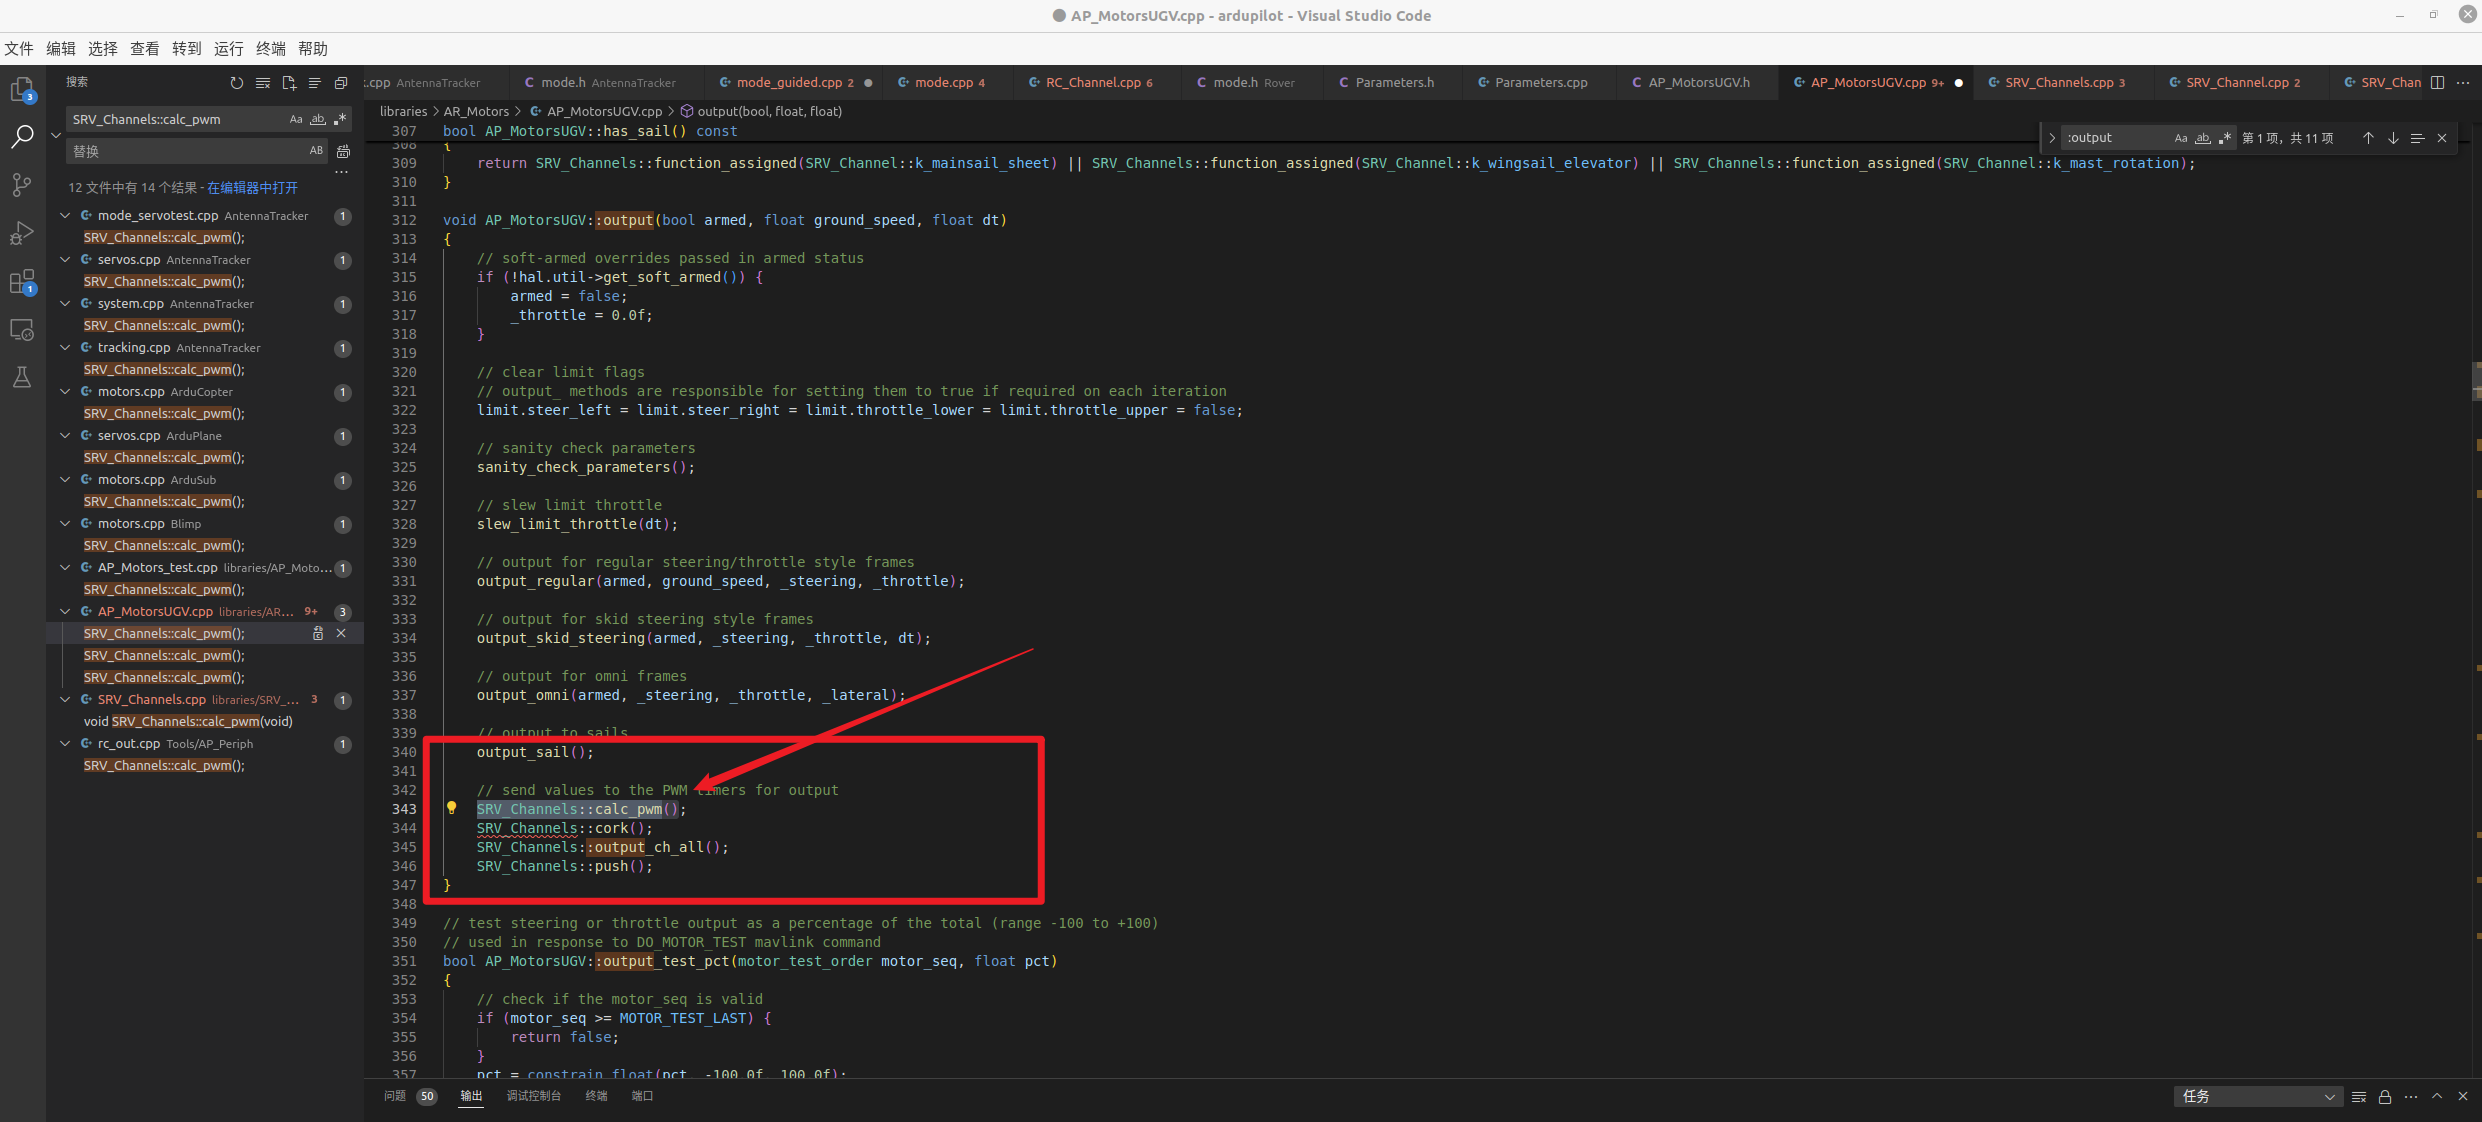 AP_MotorsUGV.cpp - ardupilot - Visual Studio Code
文件 编辑 选择 查看 转到 运行 终端 帮助
搜索
SRV_Channels::calc_pwm
替换
12 文件中有 14 个结果 - 在编辑器中打开
mode_servotest.cpp AntennaTracker 1
SRV_Channels::calc_pwm();
servos.cpp AntennaTracker 1
SRV_Channels::calc_pwm();
system.cpp AntennaTracker 1
SRV_Channels::calc_pwm();
tracking.cpp AntennaTracker 1
SRV_Channels::calc_pwm();
motors.cpp ArduCopter 1
SRV_Channels::calc_pwm();
servos.cpp ArduPlane 1
SRV_Channels::calc_pwm();
motors.cpp ArduSub 1
SRV_Channels::calc_pwm();
motors.cpp Blimp 1
SRV_Channels::calc_pwm();
AP_Motors_test.cpp libraries/AP_Moto... 1
SRV_Channels::calc_pwm();
AP_MotorsUGV.cpp libraries/AR... 9+ 3
SRV_Channels::calc_pwm();
SRV_Channels::calc_pwm();
SRV_Channels::calc_pwm();
SRV_Channels.cpp libraries/SRV_... 3 1
void SRV_Channels::calc_pwm(void)
rc_out.cpp Tools/AP_Periph 1
SRV_Channels::calc_pwm();
.cpp AntennaTracker mode.h AntennaTracker mode_guided.cpp 2 mode.cpp 4 RC_Channel.cpp 6 mode.h Rover Parameters.h Parameters.cpp AP_MotorsUGV.h AP_MotorsUGV.cpp 9+ SRV_Channels.cpp 3 SRV_Channel.cpp 2 SRV_Chan
libraries > AR_Motors > AP_MotorsUGV.cpp > output(bool, float, float)
:output 第 1 项，共 11 项
307 bool AP_MotorsUGV::has_sail() const
308 {
309 return SRV_Channels::function_assigned(SRV_Channel::k_mainsail_sheet) || SRV_Channels::function_assigned(SRV_Channel::k_wingsail_elevator) || SRV_Channels::function_assigned(SRV_Channel::k_mast_rotation);
310 }
311
312 void AP_MotorsUGV::output(bool armed, float ground_speed, float dt)
313 {
314 // soft-armed overrides passed in armed status
315 if (!hal.util->get_soft_armed()) {
316 armed = false;
317 _throttle = 0.0f;
318 }
319
320 // clear limit flags
321 // output_ methods are responsible for setting them to true if required on each iteration
322 limit.steer_left = limit.steer_right = limit.throttle_lower = limit.throttle_upper = false;
323
324 // sanity check parameters
325 sanity_check_parameters();
326
327 // slew limit throttle
328 slew_limit_throttle(dt);
329
330 // output for regular steering/throttle style frames
331 output_regular(armed, ground_speed, _steering, _throttle);
332
333 // output for skid steering style frames
334 output_skid_steering(armed, _steering, _throttle, dt);
335
336 // output for omni frames
337 output_omni(armed, _steering, _throttle, _lateral);
338
339 // output to sails
340 output_sail();
341
342 // send values to the PWM timers for output
343 SRV_Channels::calc_pwm();
344 SRV_Channels::cork();
345 SRV_Channels::output_ch_all();
346 SRV_Channels::push();
347 }
348
349 // test steering or throttle output as a percentage of the total (range -100 to +100)
350 // used in response to DO_MOTOR_TEST mavlink command
351 bool AP_MotorsUGV::output_test_pct(motor_test_order motor_seq, float pct)
352 {
353 // check if the motor_seq is valid
354 if (motor_seq >= MOTOR_TEST_LAST) {
355 return false;
356 }
357 pct = constrain_float(pct, -100.0f, 100.0f);
问题 50 输出 调试控制台 终端 端口 任务